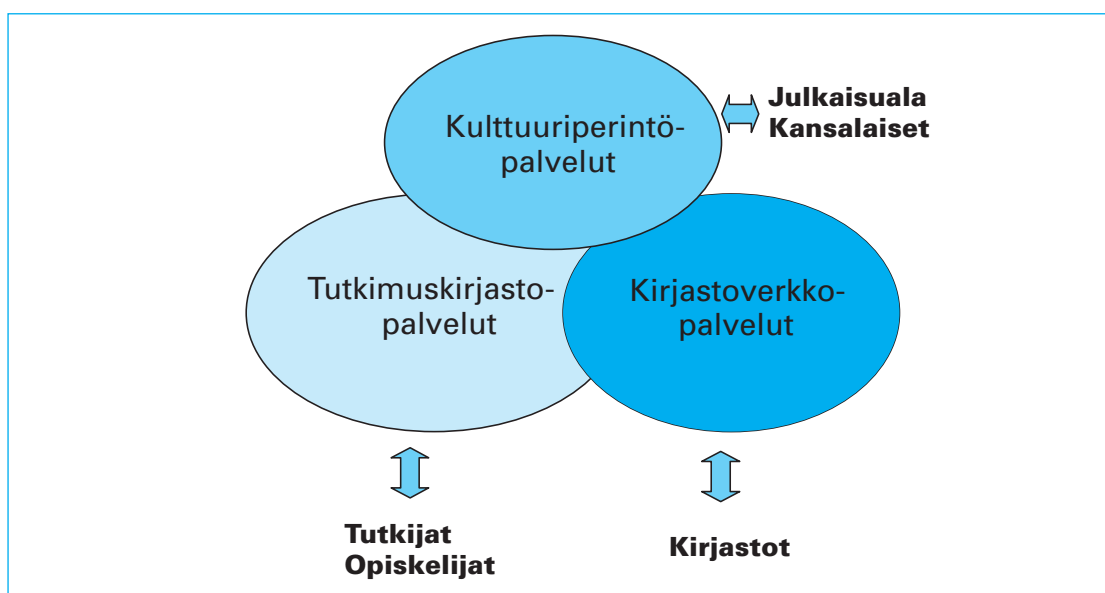 Kulttuuriperintö-
palvelut
Julkaisuala
Kansalaiset
Tutkimuskirjasto-
palvelut
Kirjastoverkko-
palvelut
Tutkijat
Opiskelijat
Kirjastot